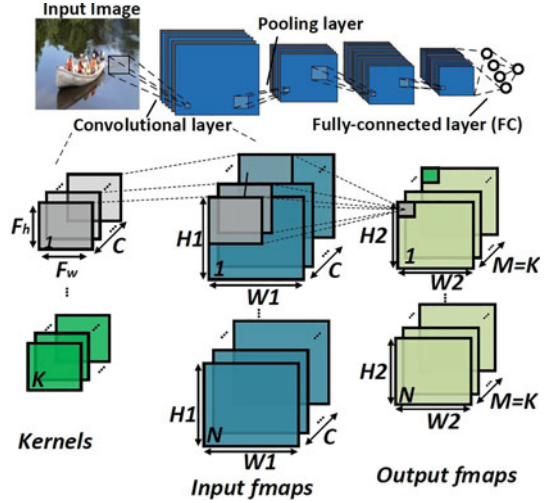 Input Image
Pooling layer
Convolutional layer
Fully-connected layer (FC)
Fh
1
Fw
C
...
K
Kernels
H1
1
W1
C
...
H1
N
W1
C
Input fmaps
H2
1
W2
M=K
...
H2
N
W2
M=K
Output fmaps